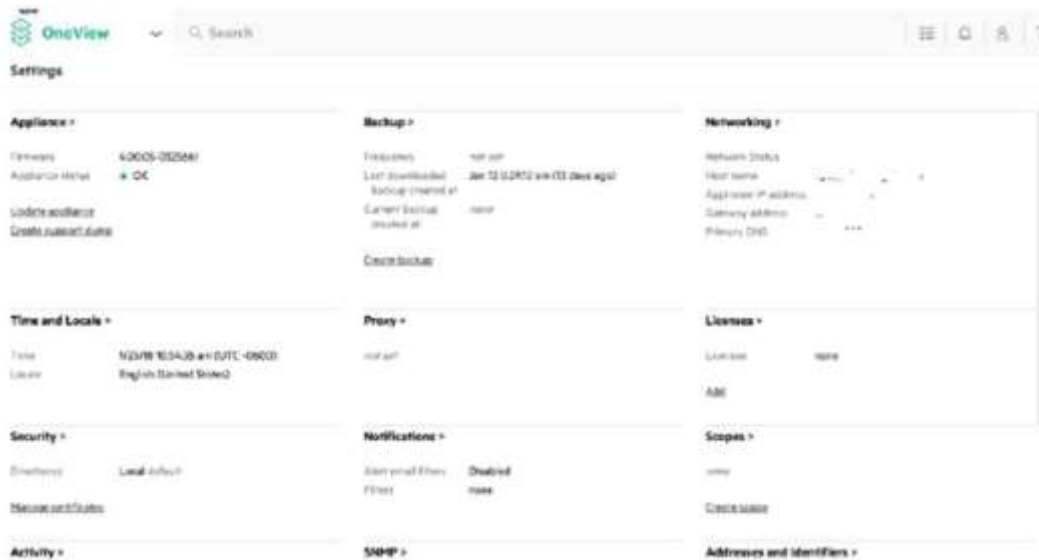 OneView
Search
Settings
Appliance >
Firmware
Appliance status OK
Update appliance
Create support dump
Backup >
Frequency not set
Last downloaded
backup created at
Current backup none
created at
Create backup
Networking >
Network Status
Host name
Appliance IP address
Gateway address
Primary DNS
Time and Locale >
Time
Locale English (United States)
Proxy >
not set
Licenses >
Licenses none
Add
Security >
Directories Local default
Manage certificates
Notifications >
Alert email filters Disabled
Filters none
Scopes >
none
Create scope
Activity >
SNMP >
Addresses and Identifiers >